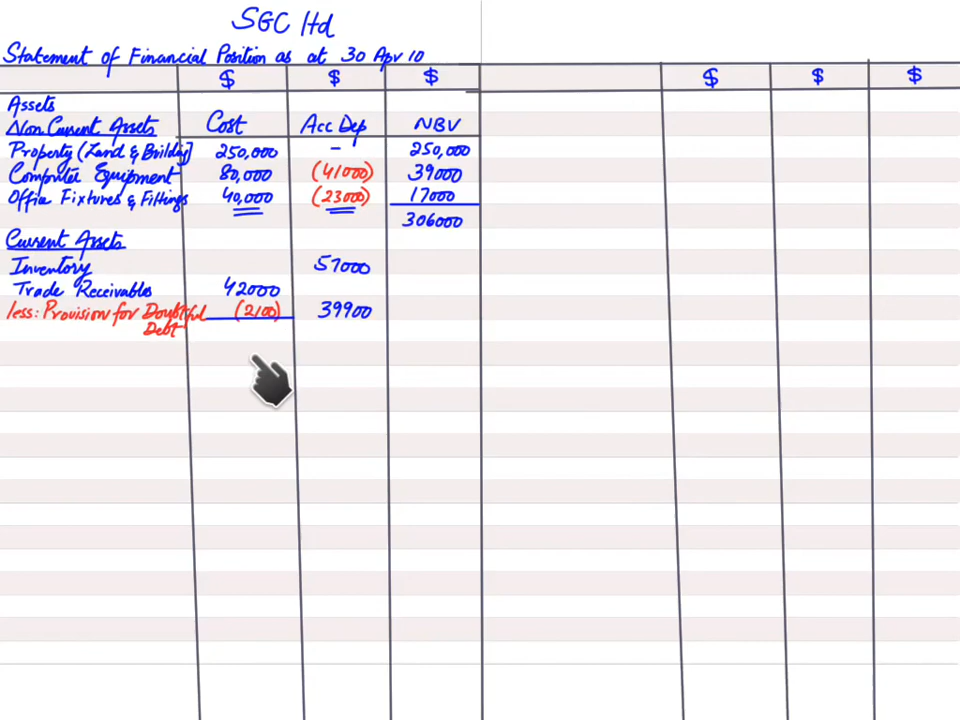 SGC ltd
Statement of Financial Position as at 30 Apr 10
$ $ $ $ $ $
Assets
Non Current Assets Cost Acc Dep NBV
Property (Land & Building) 250,000 - 250,000
Computer Equipment 80,000 (41000) 39000
Office Fixtures & Fittings 40,000 (23000) 17000
306000
Current Assets
Inventory 57000
Trade Receivables 42000
less: Provision for Doubtful (2100) 39900
Debt